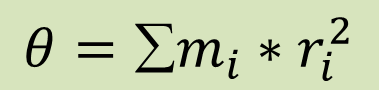 θ = ∑mᵢ * rᵢ²